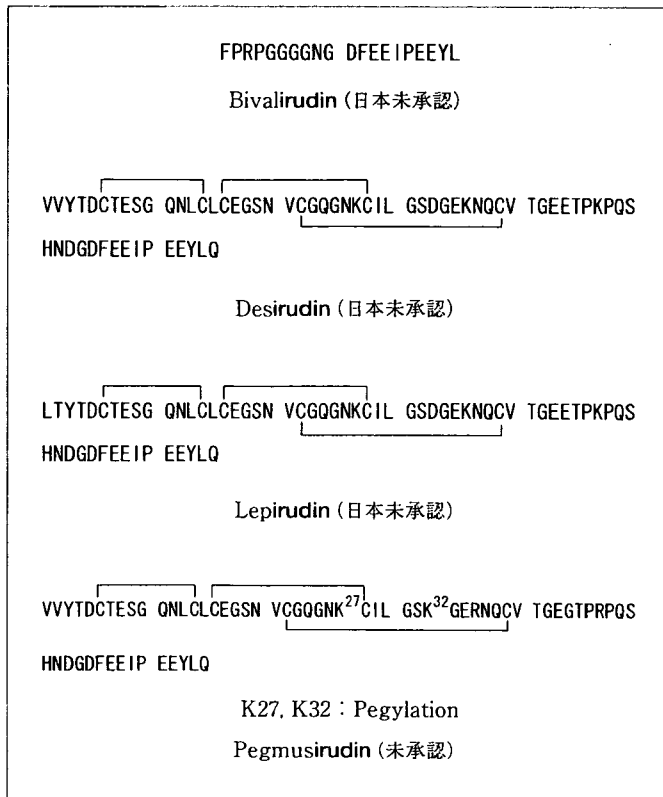 FPRPGGGGNG DFEEIPEEYL
Bivalirudin (日本未承認)
VVYTDCTESG QNLCLCEGSN VCGQGNKCIL GSDGEKNQCV TGEETPKPQS
HNDGDFEEIP EEYLQ
Desirudin (日本未承認)
LTYTDCTESG QNLCLCEGSN VCGQGNKCIL GSDGEKNQCV TGEETPKPQS
HNDGDFEEIP EEYLQ
Lepirudin (日本未承認)
VVYTDCTESG QNLCLCEGSN VCGQGNK²⁷CIL GSK³²GERNQCV TGEGTPRPQS
HNDGDFEEIP EEYLQ
K27, K32 : Pegylation
Pegmusirudin (未承認)